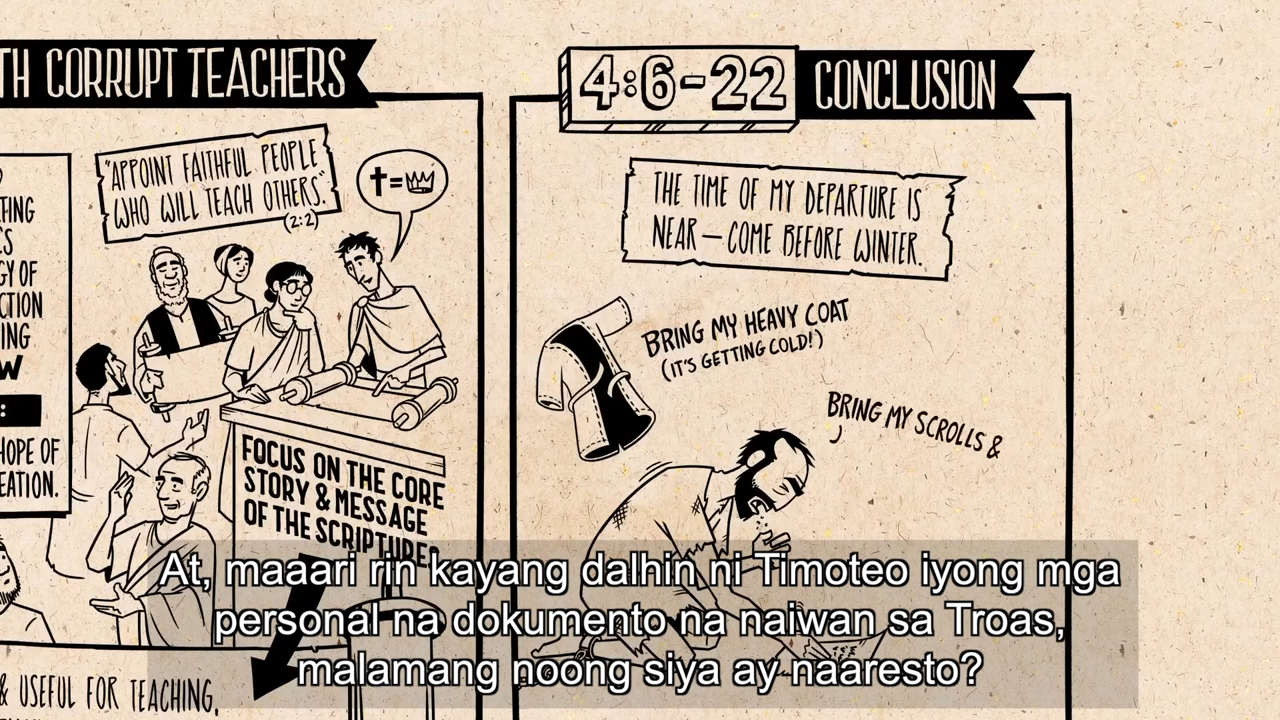 TH CORRUPT TEACHERS
"APPOINT FAITHFUL PEOPLE
WHO WILL TEACH OTHERS."
(2:2)
†=
GY OF
CTION
HOPE OF
EATION.
FOCUS ON THE CORE
STORY & MESSAGE
OF THE SCRIPTURES
& USEFUL FOR TEACHING,
4:6-22 CONCLUSION
THE TIME OF MY DEPARTURE IS
NEAR — COME BEFORE WINTER.
BRING MY HEAVY COAT
(IT'S GETTING COLD!)
BRING MY SCROLLS &
At, maaari rin kayang dalhin ni Timoteo iyong mga
personal na dokumento na naiwan sa Troas,
malamang noong siya ay naaresto?